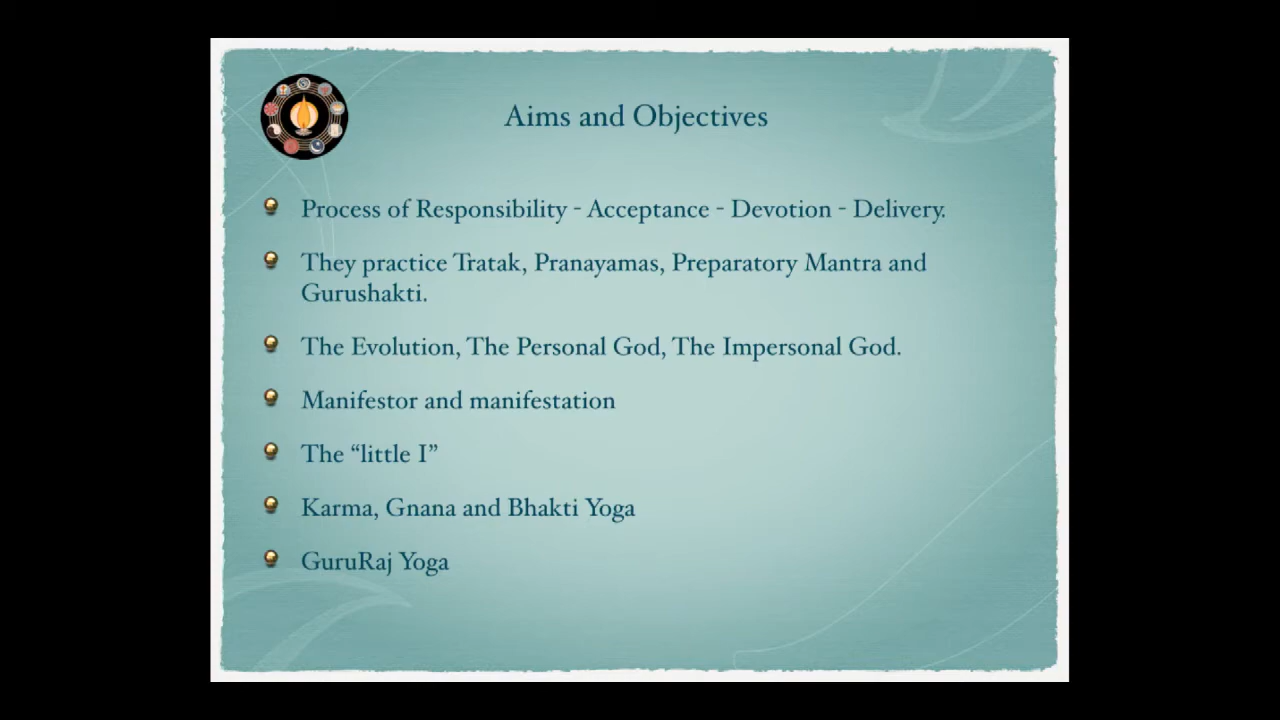 Aims and Objectives
Process of Responsibility - Acceptance - Devotion - Delivery.
They practice Tratak, Pranayamas, Preparatory Mantra and
Gurushakti.
The Evolution, The Personal God, The Impersonal God.
Manifestor and manifestation
The “little I”
Karma, Gnana and Bhakti Yoga
GuruRaj Yoga